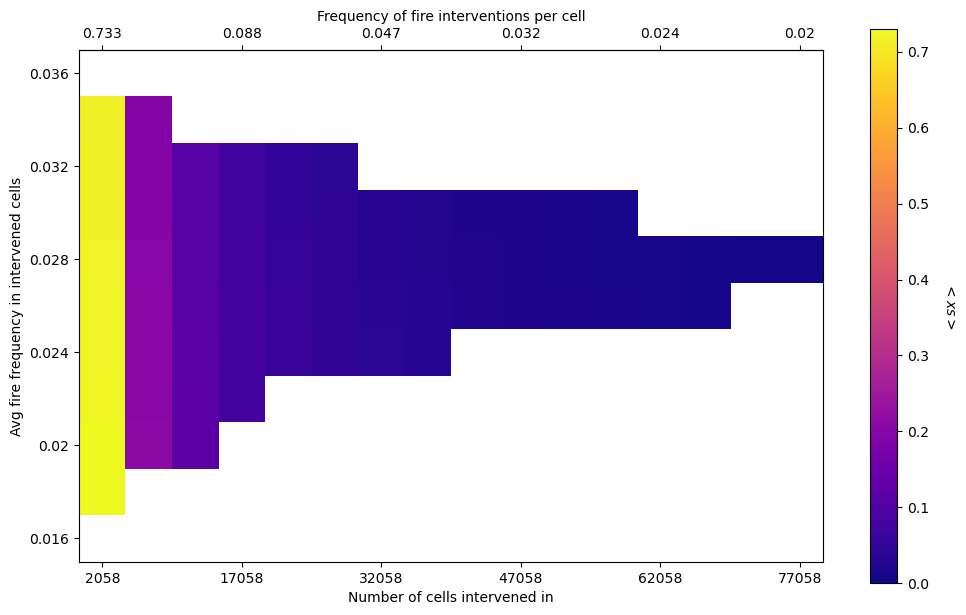 Frequency of fire interventions per cell
0.733 0.088 0.047 0.032 0.024 0.02
0.036
0.032
0.028
0.024
0.02
0.016
Avg fire frequency in intervened cells
2058 17058 32058 47058 62058 77058
Number of cells intervened in
0.7
0.6
0.5
0.4
0.3
0.2
0.1
0.0
< sx >